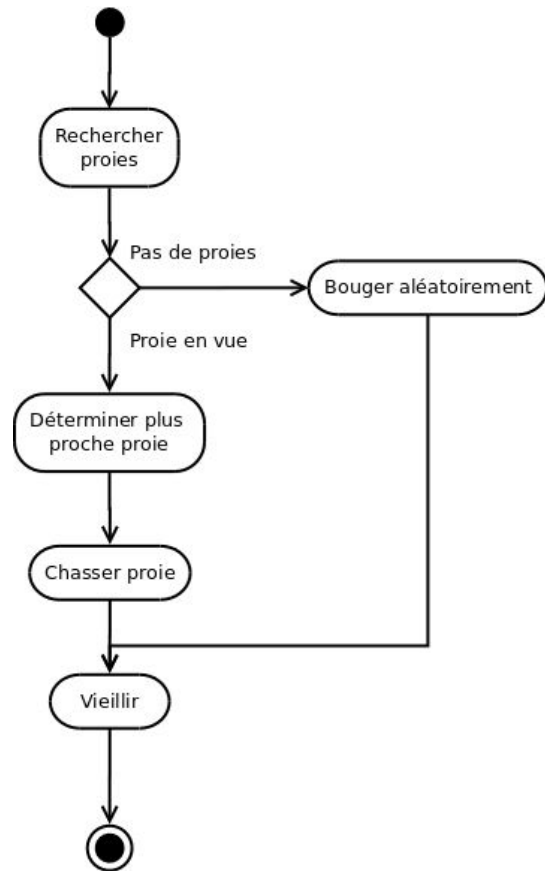 Rechercher
proies
Pas de proies
Bouger aléatoirement
Proie en vue
Déterminer plus
proche proie
Chasser proie
Vieillir